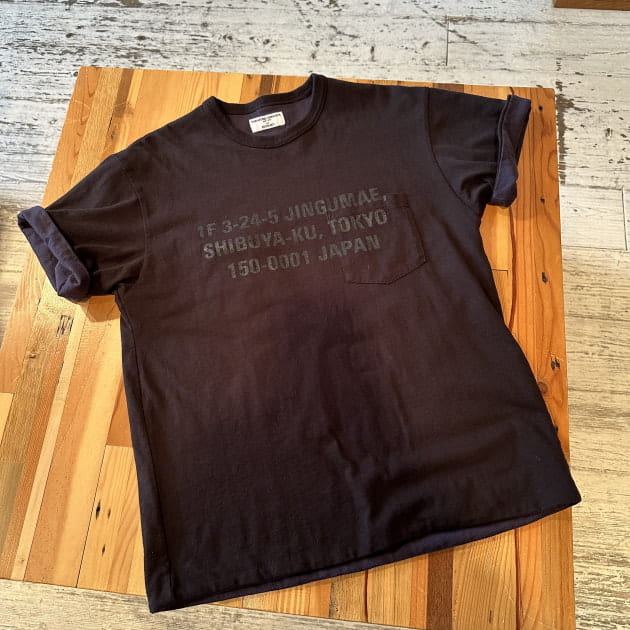 1F 3-24-5 JINGUMAE,
SHIBUYA-KU, TOKYO
150-0001 JAPAN